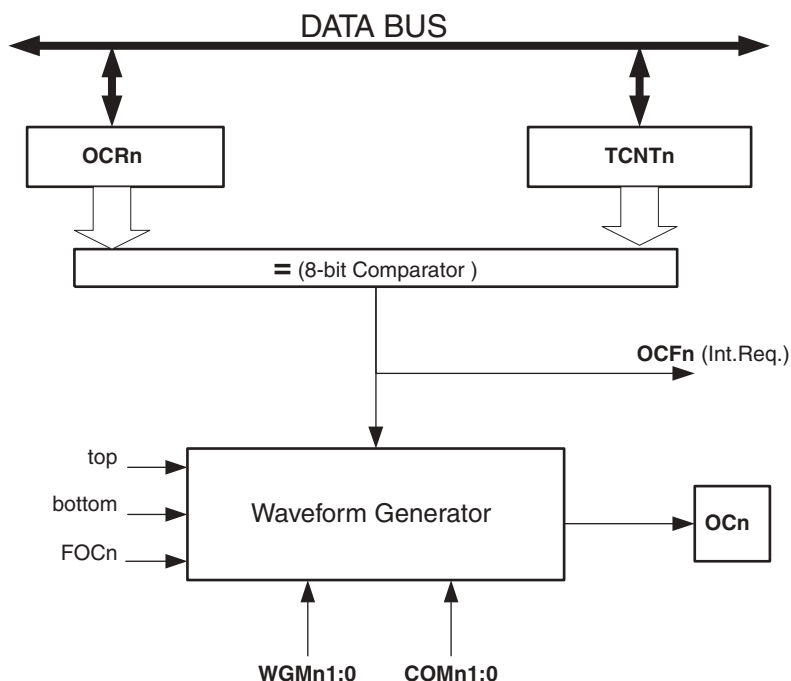 DATA BUS
OCRn
TCNTn
= (8-bit Comparator )
OCFn (Int.Req.)
top
bottom
FOCn
Waveform Generator
OCn
WGMn1:0
COMn1:0